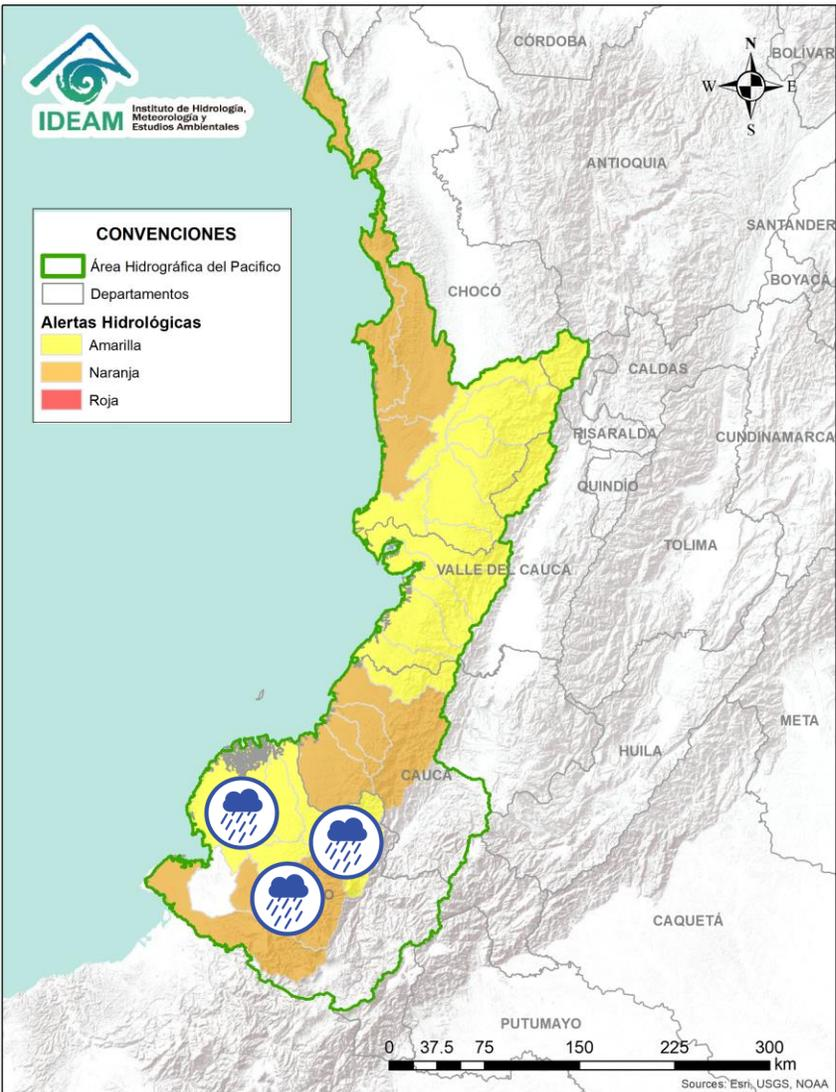 IDEAM
Instituto de Hidrología,
Meteorología y
Estudios Ambientales
N
W
E
S
CÓRDOBA
BOLÍVAR
ANTIOQUIA
SANTANDER
BOYACÁ
CONVENCIONES
Área Hidrográfica del Pacifico
Departamentos
Alertas Hidrológicas
Amarilla
Naranja
Roja
CHOCÓ
CALDAS
RISARALDA
CUNDINAMARCA
QUINDÍO
TOLIMA
VALLE DEL CAUCA
META
HUILA
CAUCA
O
CAQUETÁ
PUTUMAYO
0 37.5 75 150 225 300
km
Sources: Esri, USGS, NOAA